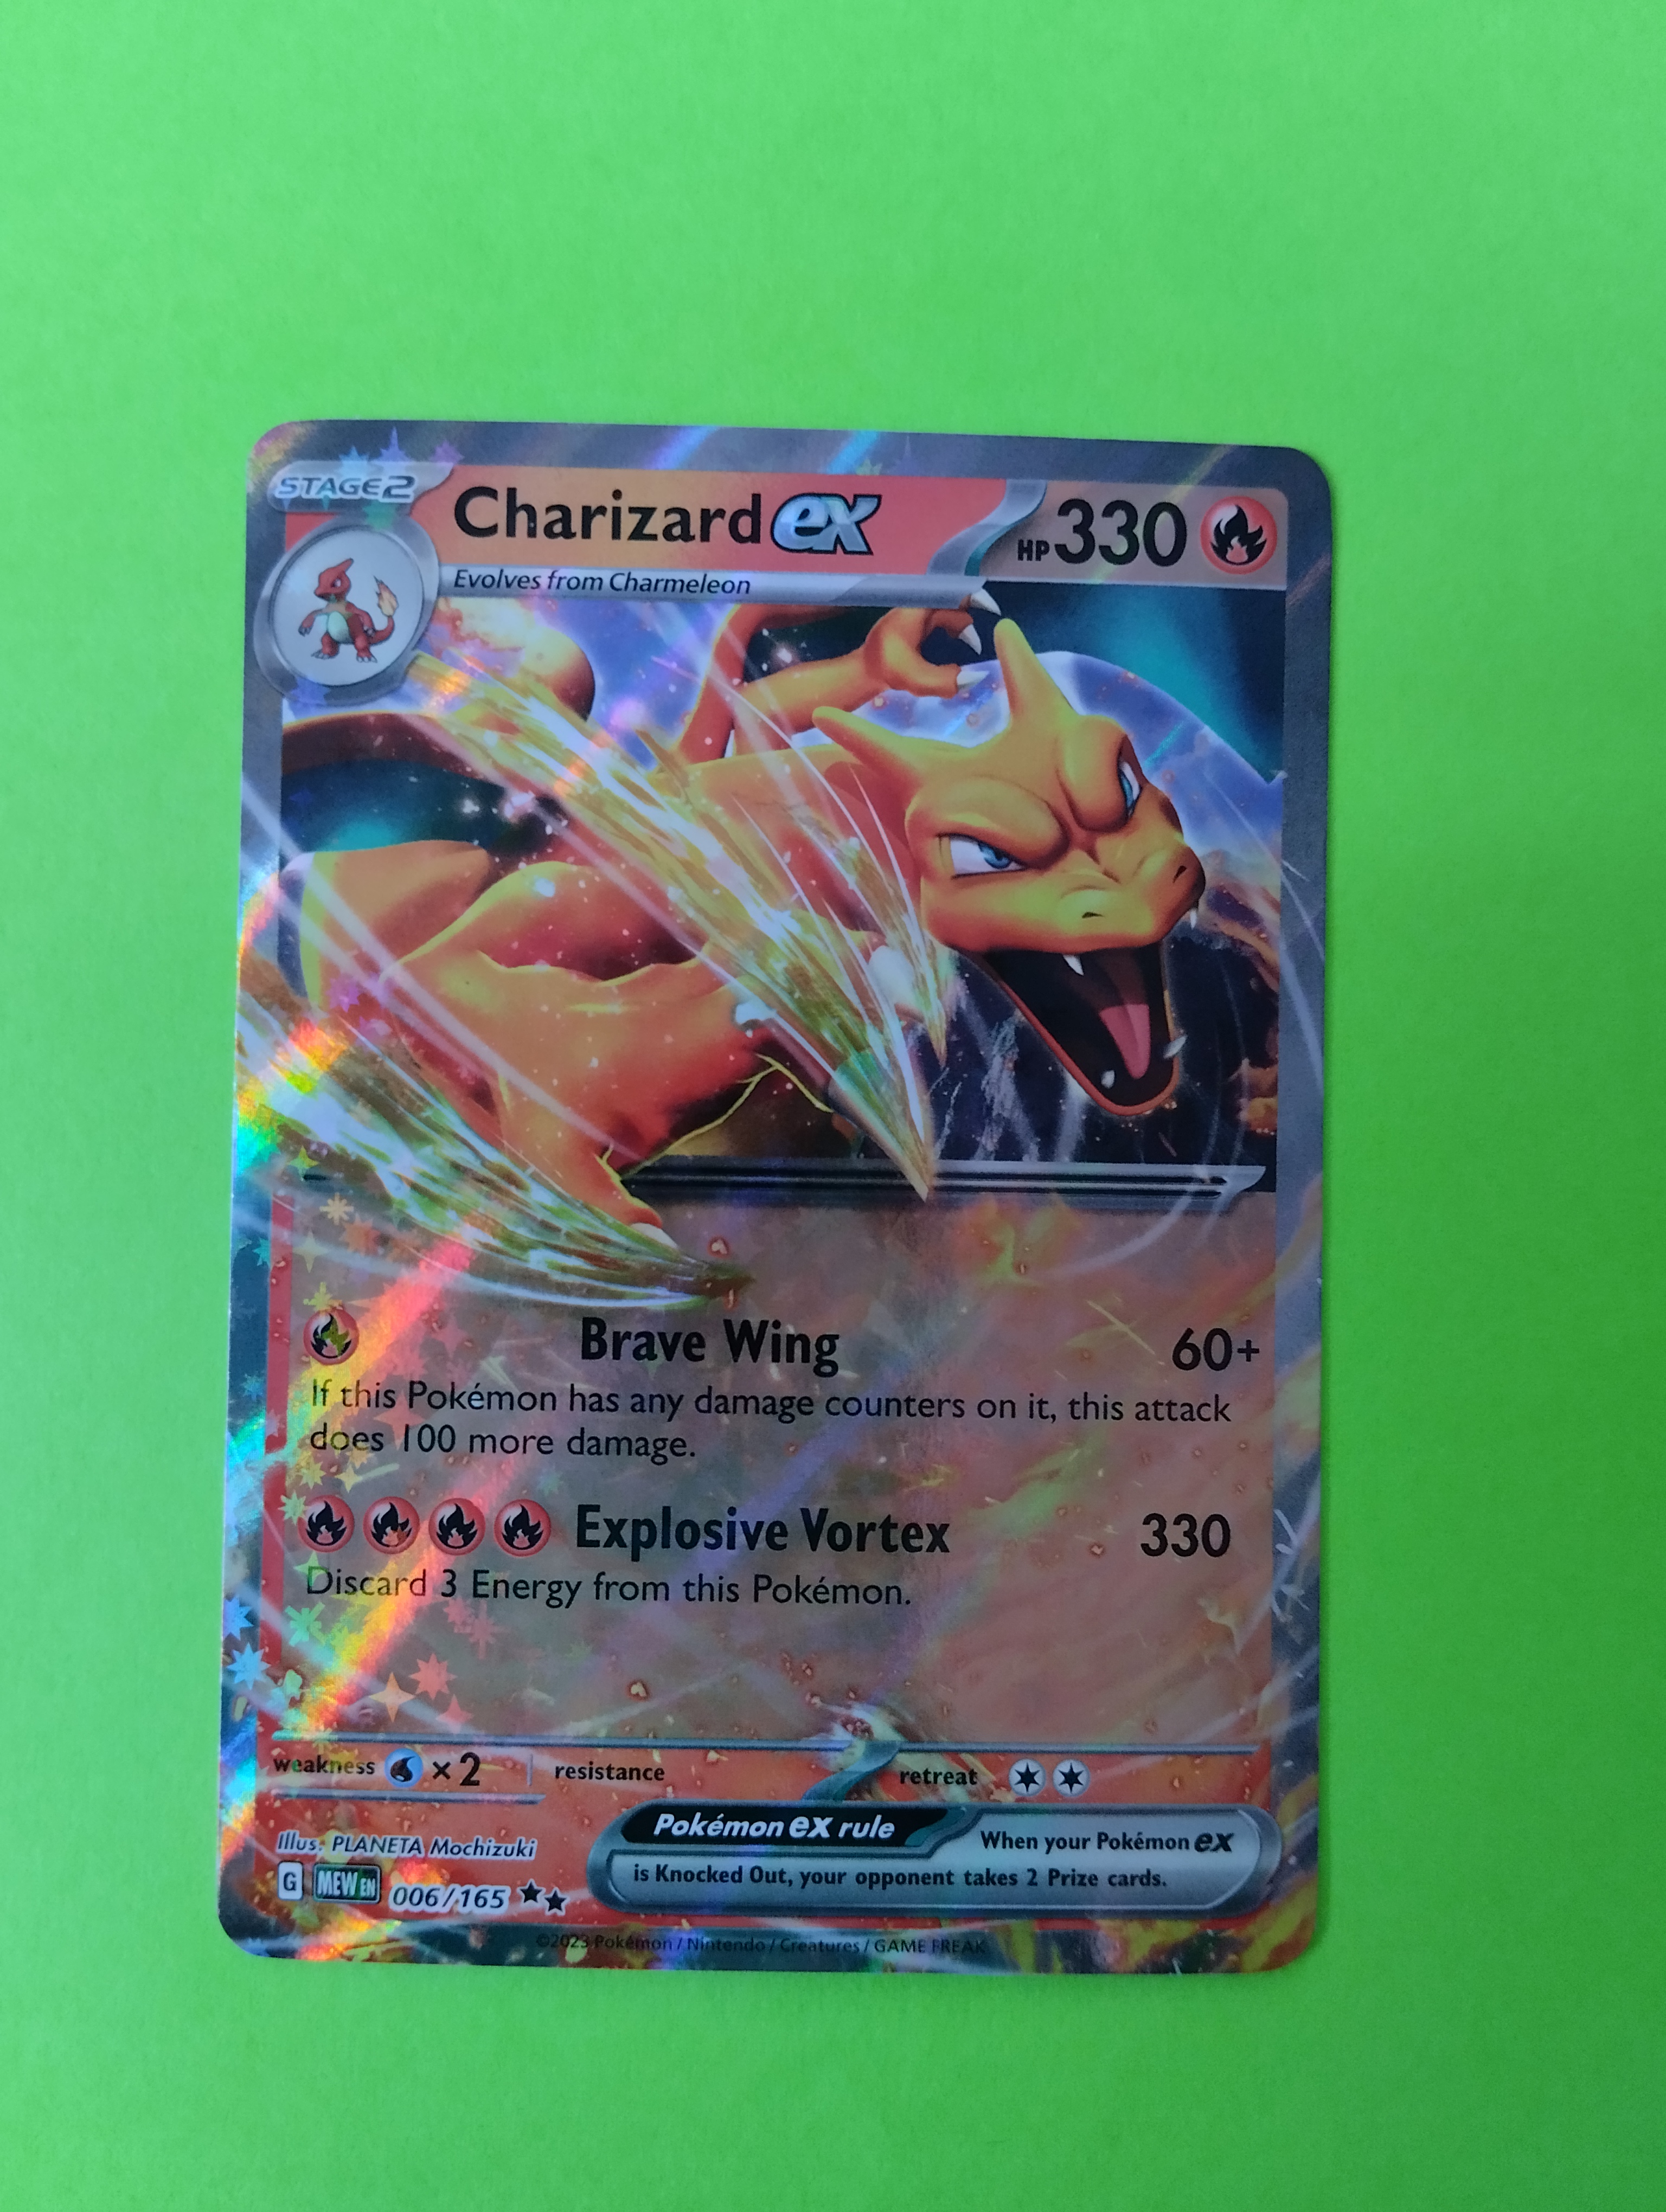 STAGE2
Charizard ex
HP 330
Evolves from Charmeleon
Brave Wing 60+
If this Pokémon has any damage counters on it, this attack
does 100 more damage.
Explosive Vortex 330
Discard 3 Energy from this Pokémon.
weakness ×2 resistance retreat
Pokémon ex rule When your Pokémon ex
is Knocked Out, your opponent takes 2 Prize cards.
Illus. PLANETA Mochizuki
G MEW EN 006/165
©2023 Pokémon / Nintendo / Creatures / GAME FREAK